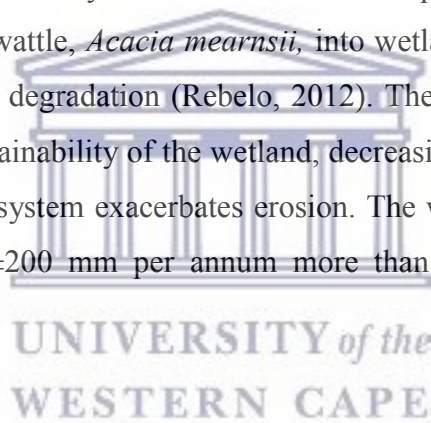 wattle, Acacia mearnsii, into wetla
degradation (Rebelo, 2012). The
ainability of the wetland, decreasi
system exacerbates erosion. The w
200 mm per annum more than
UNIVERSITY of the
WESTERN CAPE